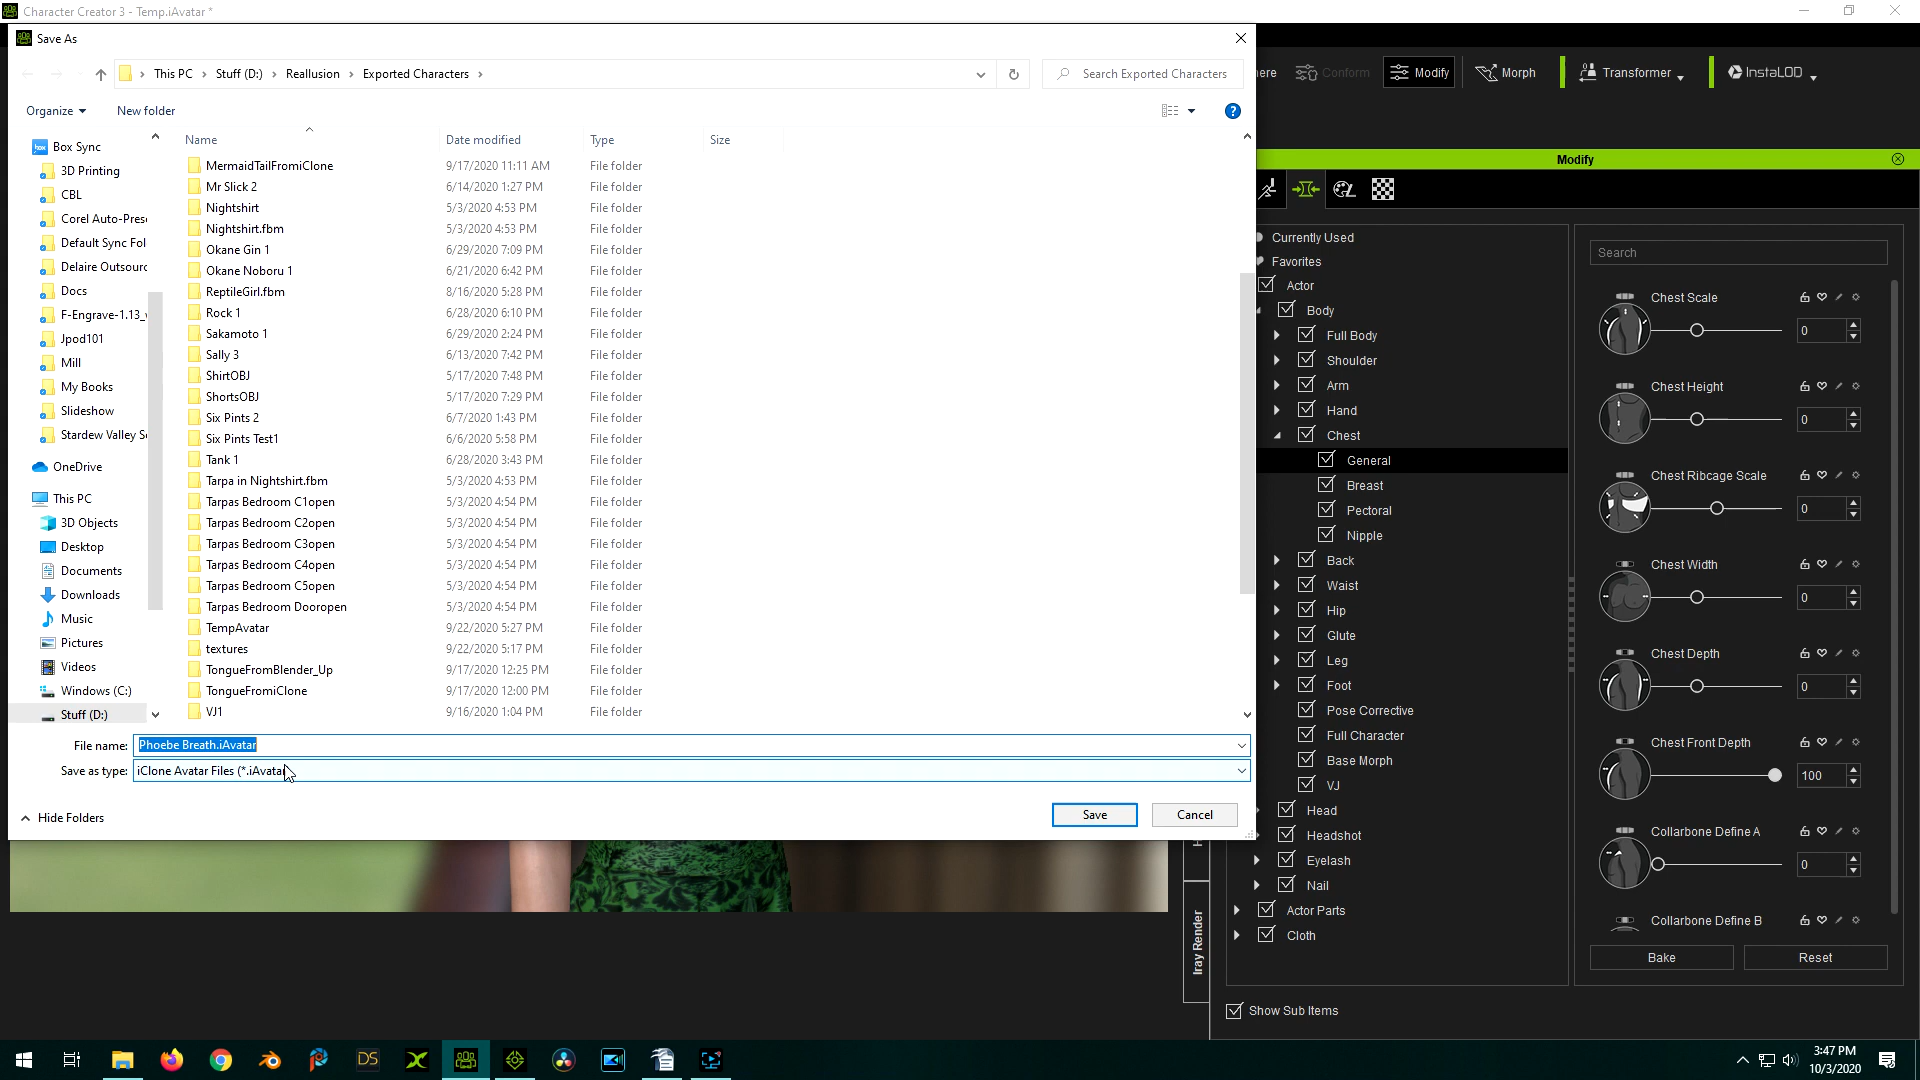 Character Creator 3 - Temp.iAvatar *
Save As
This PC > Stuff (D:) > Reallusion > Exported Characters >
Search Exported Characters
Conform
Modify
Morph
Transformer
InstaLOD
Organize
New folder
Name
Date modified
Type
Size
Box Sync
3D Printing
CBL
Default Sync Fol
Docs
Jpod101
Mill
My Books
Slideshow
OneDrive
This PC
3D Objects
Desktop
Documents
Downloads
Music
Pictures
Videos
Windows (C:)
Stuff (D:)
MermaidTailFromiClone 9/17/2020 11:11 AM File folder
Mr Slick 2 6/14/2020 1:27 PM File folder
Nightshirt 5/3/2020 4:53 PM File folder
Nightshirt.fbm 5/3/2020 4:53 PM File folder
Okane Gin 1 6/29/2020 7:09 PM File folder
Okane Noboru 1 6/21/2020 6:42 PM File folder
ReptileGirl.fbm 8/16/2020 5:28 PM File folder
Rock 1 6/28/2020 6:10 PM File folder
Sakamoto 1 6/29/2020 2:24 PM File folder
Sally 3 6/13/2020 7:42 PM File folder
ShirtOBJ 5/17/2020 7:48 PM File folder
ShortsOBJ 5/17/2020 7:29 PM File folder
Six Pints 2 6/7/2020 1:43 PM File folder
Six Pints Test1 6/6/2020 5:58 PM File folder
Tank 1 6/28/2020 3:43 PM File folder
Tarpa in Nightshirt.fbm 5/3/2020 4:53 PM File folder
Tarpas Bedroom C1open 5/3/2020 4:54 PM File folder
Tarpas Bedroom C2open 5/3/2020 4:54 PM File folder
Tarpas Bedroom C3open 5/3/2020 4:54 PM File folder
Tarpas Bedroom C4open 5/3/2020 4:54 PM File folder
Tarpas Bedroom C5open 5/3/2020 4:54 PM File folder
Tarpas Bedroom Dooropen 5/3/2020 4:54 PM File folder
TempAvatar 9/22/2020 5:27 PM File folder
textures 9/22/2020 5:17 PM File folder
TongueFromBlender_Up 9/17/2020 12:25 PM File folder
TongueFromiClone 9/17/2020 12:00 PM File folder
VJ1 9/16/2020 1:04 PM File folder
File name: Phoebe Breath.iAvatar
Save as type: iClone Avatar Files (*.iAvatar
Hide Folders
Save
Cancel
Modify
Currently Used
Favorites
Actor
Body
Full Body
Shoulder
Arm
Hand
Chest
General
Breast
Pectoral
Nipple
Back
Waist
Hip
Glute
Leg
Foot
Pose Corrective
Full Character
Base Morph
VJ
Head
Headshot
Eyelash
Nail
Actor Parts
Cloth
Show Sub Items
Iray Render
Search
Chest Scale
0
Chest Height
0
Chest Ribcage Scale
0
Chest Width
0
Chest Depth
0
Chest Front Depth
100
Collarbone Define A
0
Collarbone Define B
Bake
Reset
DS
3:47 PM
10/3/2020